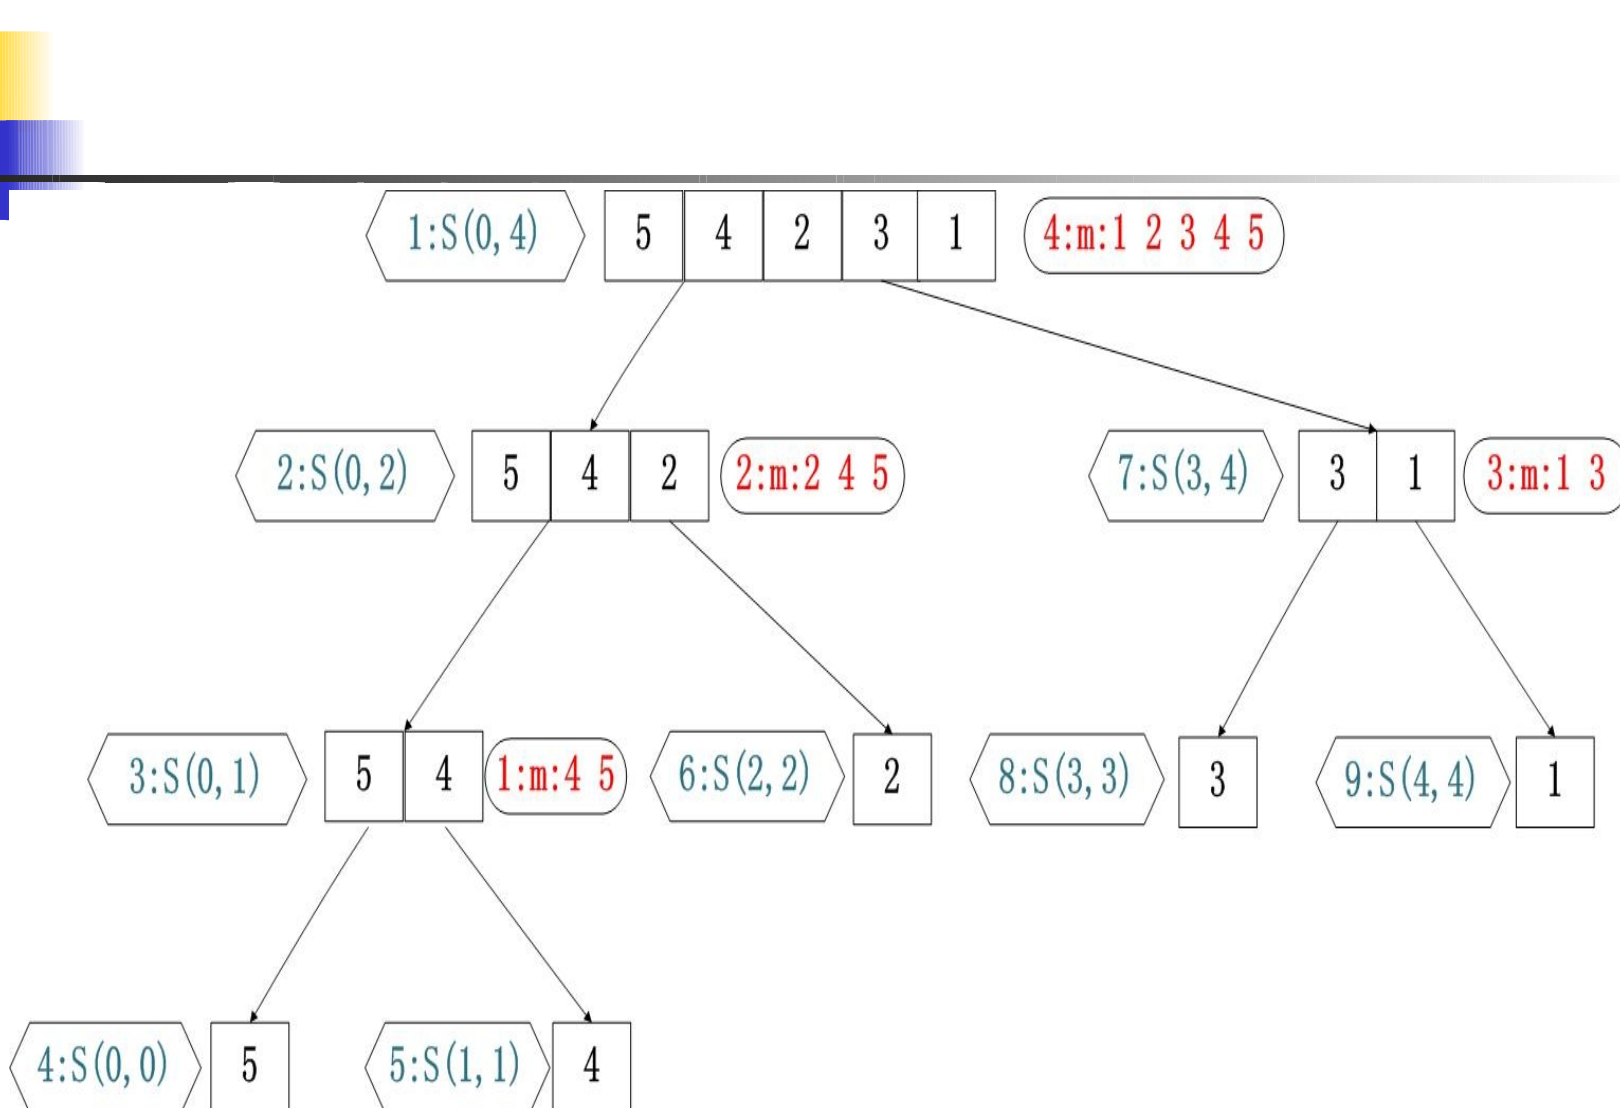 1:S(0,4) 5 4 2 3 1 4:m:1 2 3 4 5
2:S(0,2) 5 4 2 2:m:2 4 5 7:S(3,4) 3 1 3:m:1 3
3:S(0,1) 5 4 1:m:4 5 6:S(2,2) 2 8:S(3,3) 3 9:S(4,4) 1
4:S(0,0) 5 5:S(1,1) 4